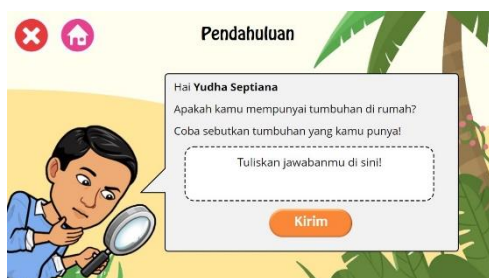 Pendahuluan
Hai Yudha Septiana
Apakah kamu mempunyai tumbuhan di rumah?
Coba sebutkan tumbuhan yang kamu punya!
Tuliskan jawabanmu di sini!
Kirim